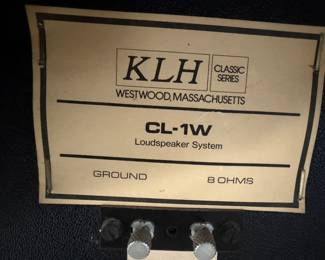 KLH CLASSIC SERIES
WESTWOOD, MASSACHUSETTS
CL-1W
Loudspeaker System
GROUND 8 OHMS